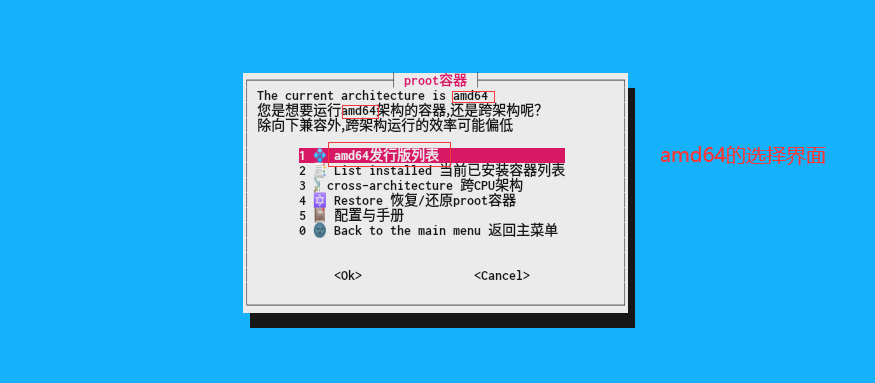 proot容器
The current architecture is amd64
您是想要运行amd64架构的容器,还是跨架构呢?
除向下兼容外,跨架构运行的效率可能偏低
1 amd64发行版列表
2 List installed 当前已安装容器列表
3 cross-architecture 跨CPU架构
4 Restore 恢复/还原proot容器
5 配置与手册
0 Back to the main menu 返回主菜单
<Ok> <Cancel>
amd64的选择界面